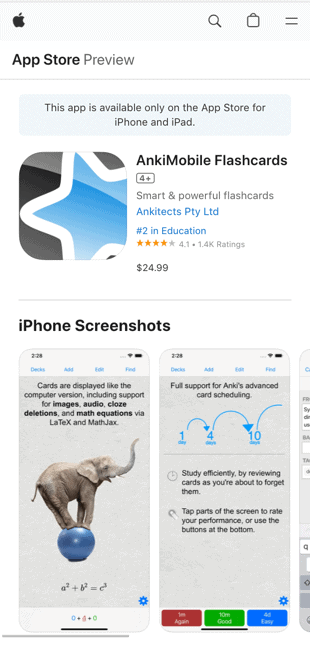 App Store Preview
This app is available only on the App Store for
iPhone and iPad.
AnkiMobile Flashcards
4+
Smart & powerful flashcards
Ankitects Pty Ltd
#2 in Education
4.1 • 1.4K Ratings
$24.99
iPhone Screenshots
2:28
Decks Add Edit Find
Cards are displayed like the
computer version, including support
for images, audio, cloze
deletions, and math equations via
LaTeX and MathJax.
a² + b² = c³
0 + 4 + 0
2:28
Decks Add Edit Find
Full support for Anki's advanced
card scheduling.
1 4 10
day days days
Study efficiently, by reviewing
cards as you're about to forget
them.
Tap parts of the screen to rate
your performance, or use the
buttons at the bottom.
1m 10m 4d
Again Good Easy
q